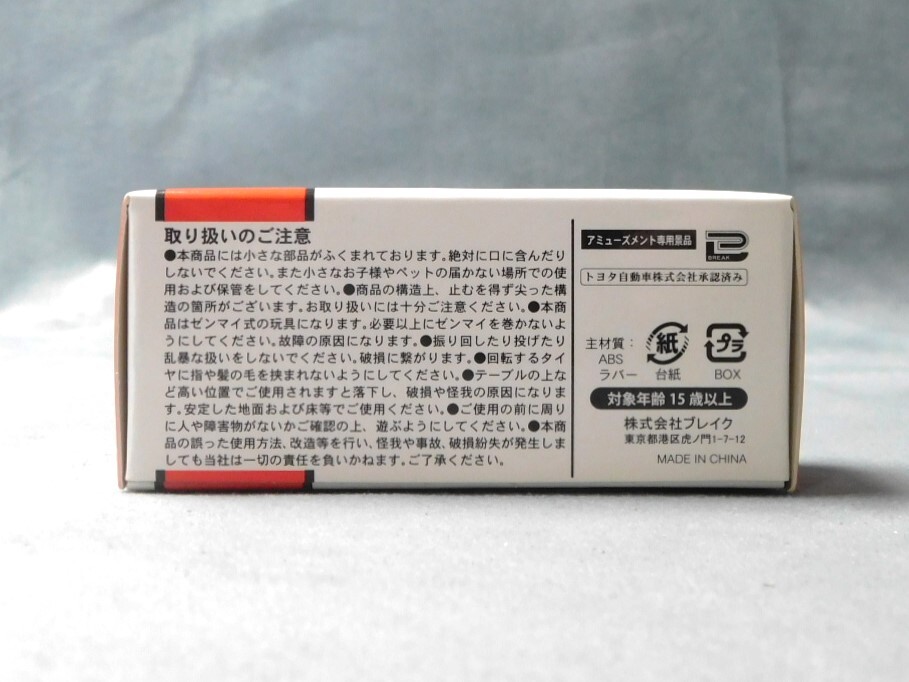 取り扱いのご注意
●本商品には小さな部品がふくまれております。絶対に口に含んだり
しないでください。また小さなお子様やペットの届かない場所での使
用および保管をしてください。●商品の構造上、止むを得ず尖った構
造の箇所がございます。お取り扱いには十分ご注意ください。●本商
品はゼンマイ式の玩具になります。必要以上にゼンマイを巻かないよ
うにしてください。故障の原因になります。●振り回したり投げたり
乱暴な扱いをしないでください。破損に繋がります。●回転するタイ
ヤに指や髪の毛を挟まれないようにしてください。●テーブルの上な
ど高い位置でご使用されますと落下し、破損や怪我の原因になりま
す。安定した地面および床等でご使用ください。●ご使用の前に周り
に人や障害物がないかご確認の上、遊ぶようにしてください。●本商
品の誤った使用方法、改造等を行い、怪我や事故、破損紛失が発生しま
しても当社は一切の責任を負いかねます。ご了承ください。
アミューズメント専用景品
BREAK
トヨタ自動車株式会社承認済み
主材質：
ABS
ラバー
紙
台紙
プラ
BOX
対象年齢15歳以上
株式会社ブレイク
東京都港区虎ノ門1-7-12
MADE IN CHINA